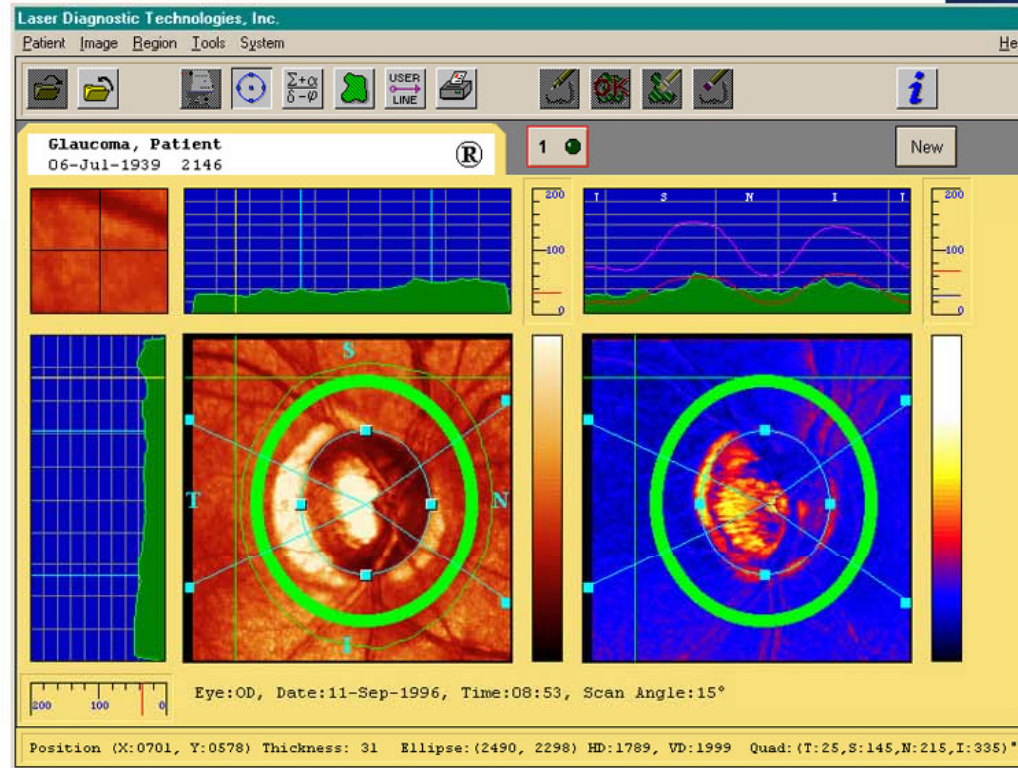 Laser Diagnostic Technologies, Inc.
Patient Image Region Tools System He
Σ+α
δ-φ
USER
LINE
OK
i
Glaucoma, Patient
06-Jul-1939 2146
®
1
New
200
100
0
T S N I T
200
100
0
S
T
N
I
200 100 0
Eye:OD, Date:11-Sep-1996, Time:08:53, Scan Angle:15°
Position (X:0701, Y:0578) Thickness: 31 Ellipse:(2490, 2298) HD:1789, VD:1999 Quad:(T:25,S:145,N:215,I:335)°